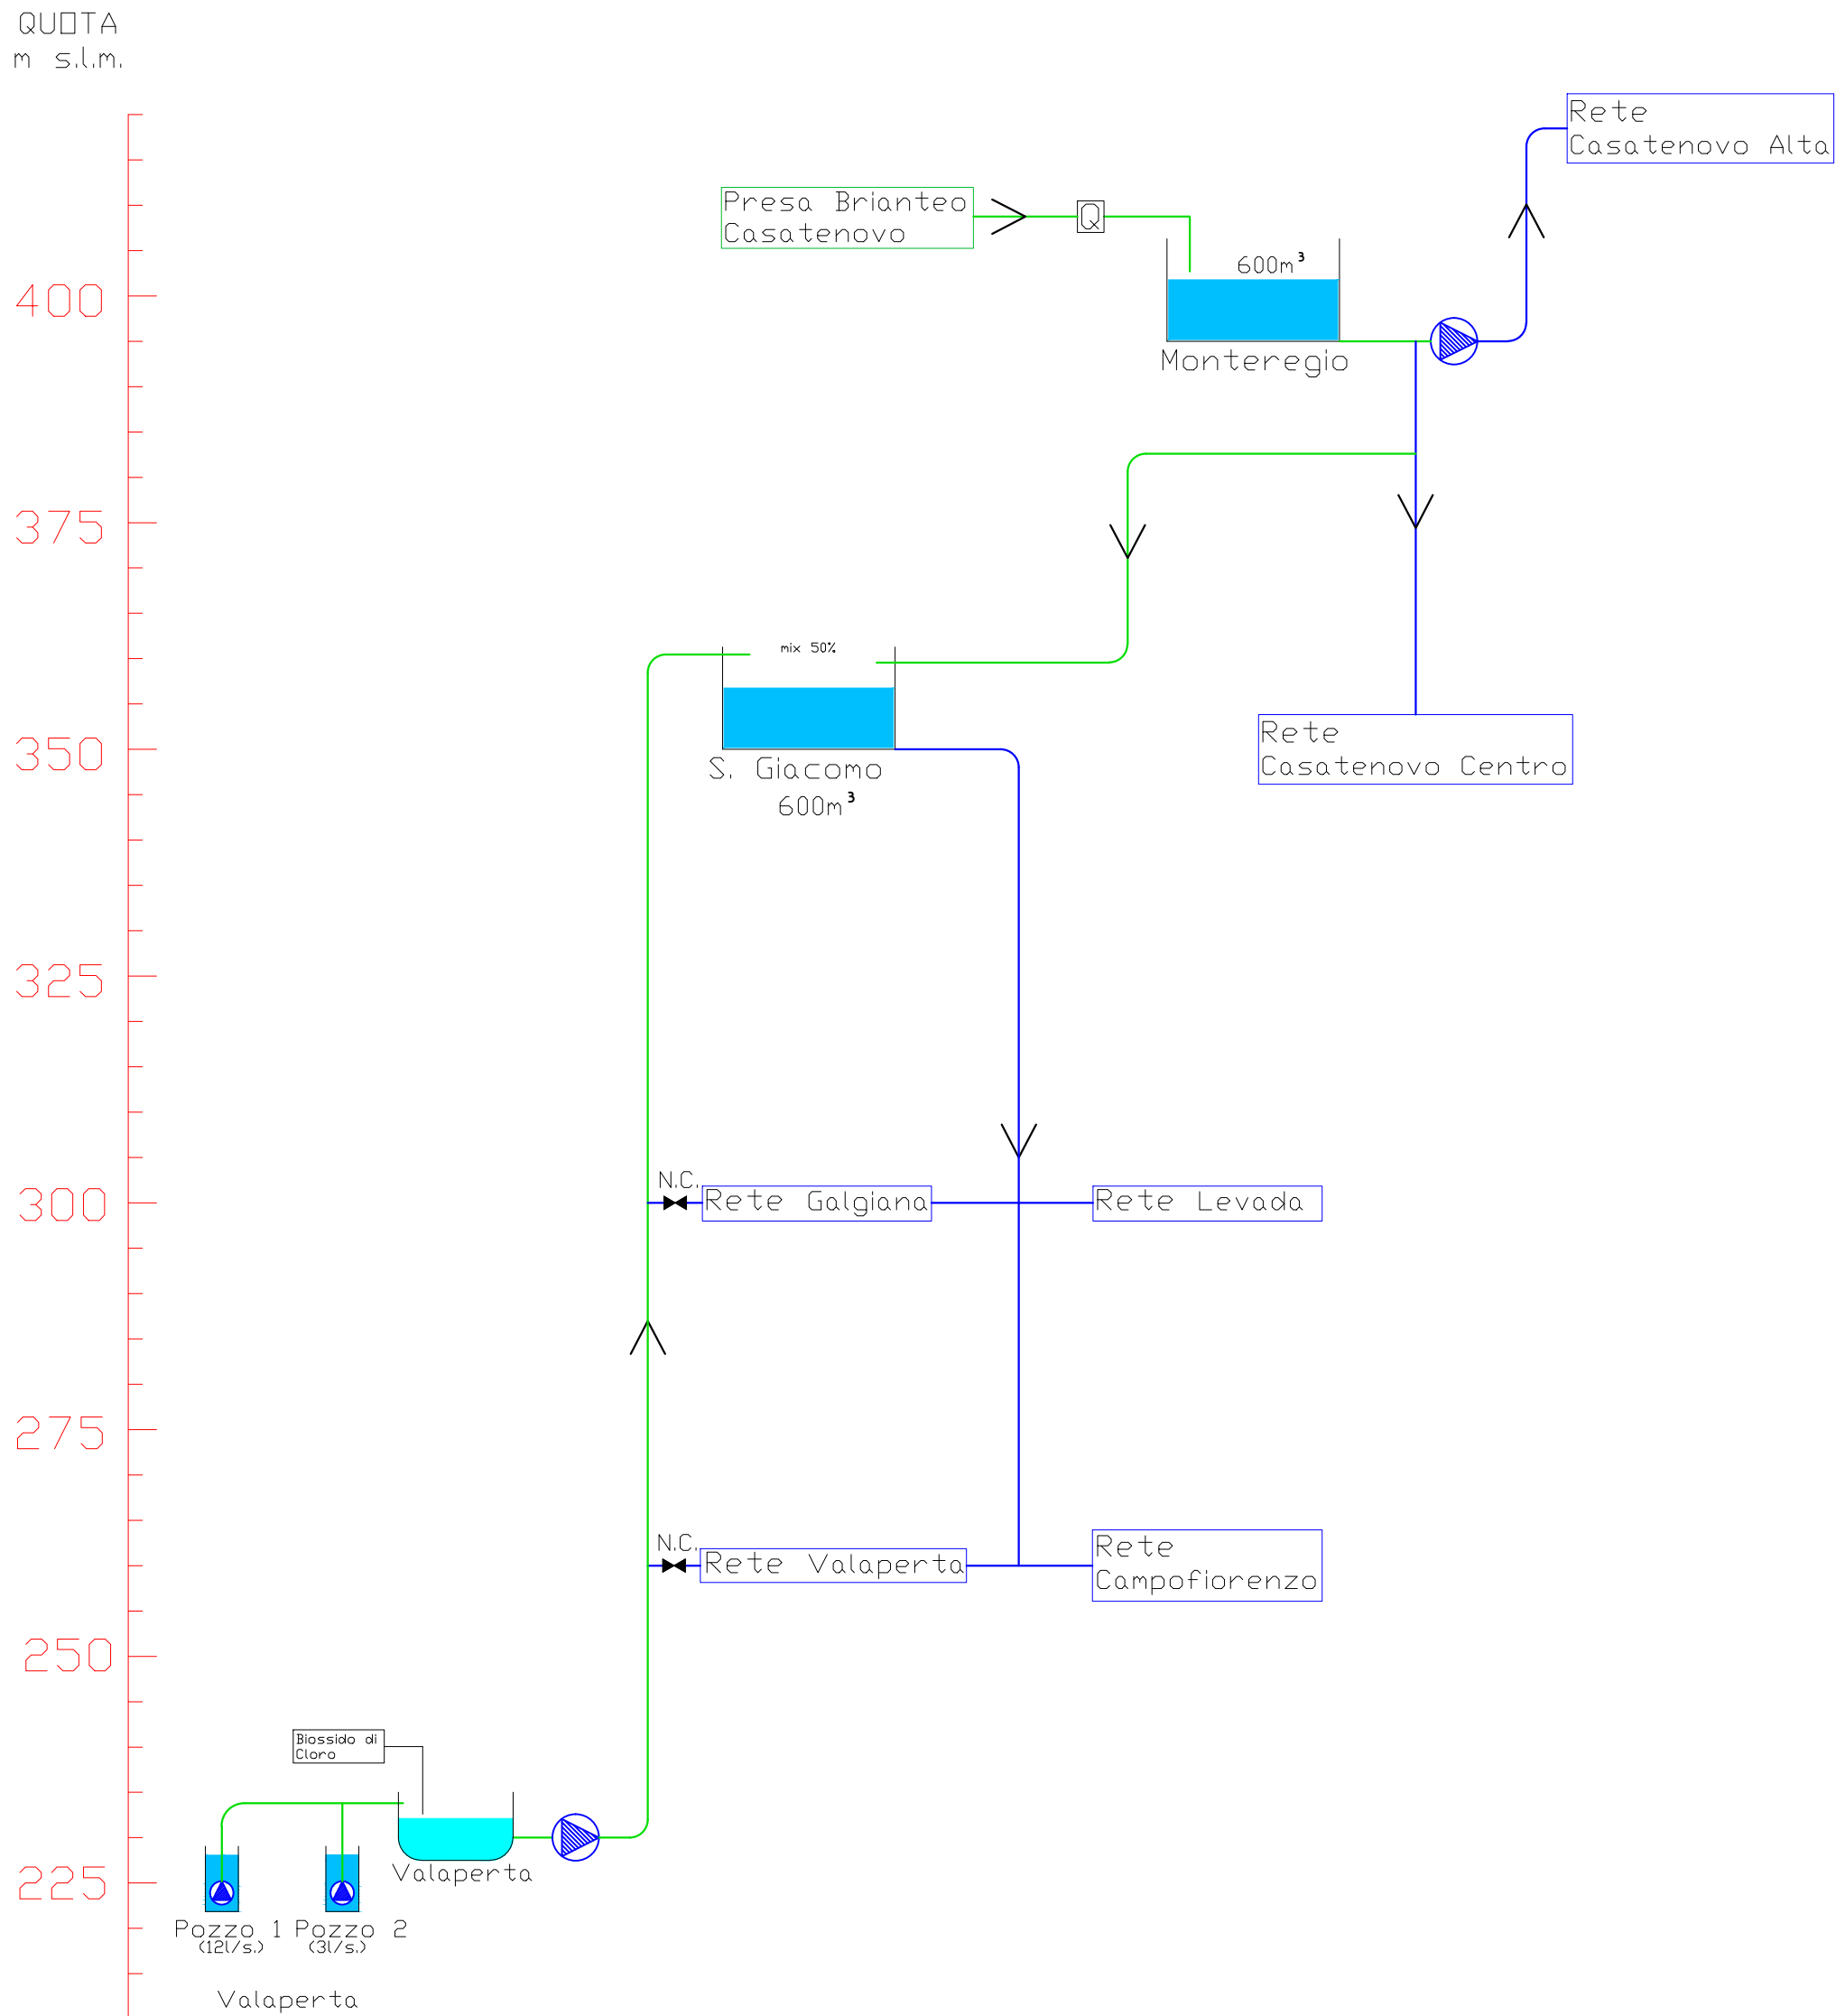 QUOTA
m s.l.m.
Rete
Casatenovo Alta
Presa Brianteo
Casatenovo
Q
600m³
400
Monteregio
375
mix 50%
Rete
Casatenovo Centro
350
S. Giacomo
600m³
325
N.C.
300
Rete Galgiana
Rete Levada
275
N.C.
Rete Valaperta
Rete
Campofiorenzo
250
Biossido di
Cloro
Valaperta
225
Pozzo 1
(12l/s.)
Pozzo 2
(3l/s.)
Valaperta